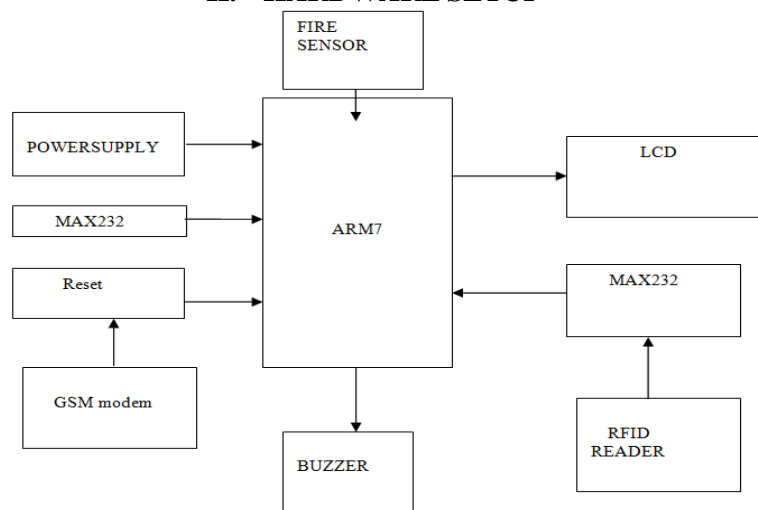 FIRE
SENSOR
POWERSUPPLY
LCD
MAX232
ARM7
Reset
MAX232
GSM modem
RFID
READER
BUZZER